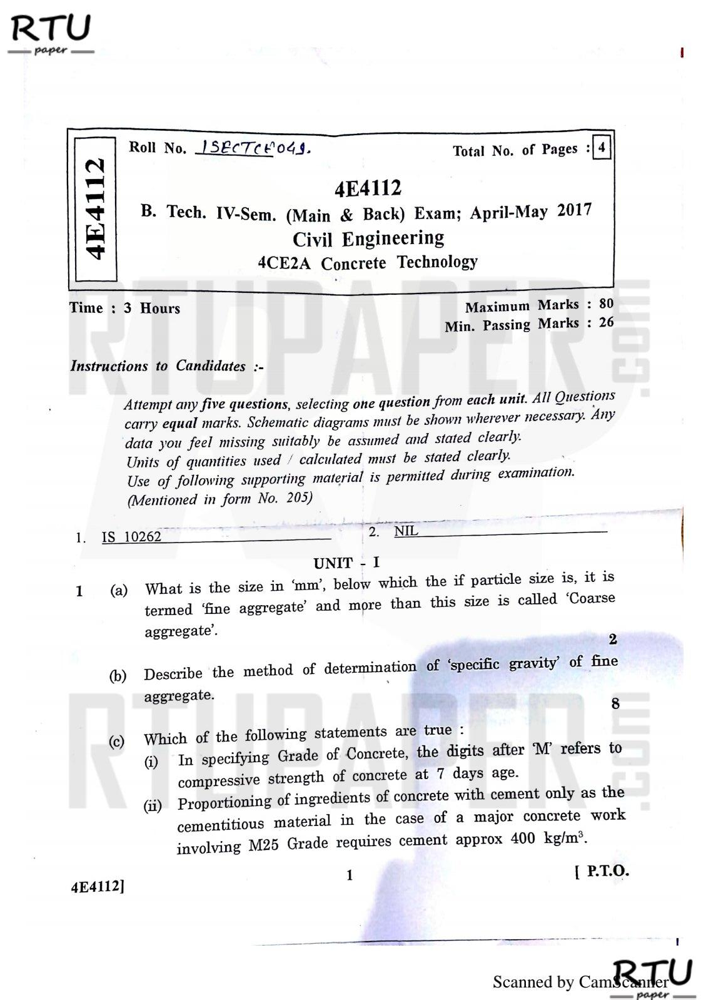 RTU
paper
4E4112
Roll No. 15ECTCE049.
Total No. of Pages : 4
4E4112
B. Tech. IV-Sem. (Main & Back) Exam; April-May 2017
Civil Engineering
4CE2A Concrete Technology
Time : 3 Hours
Maximum Marks : 80
Min. Passing Marks : 26
Instructions to Candidates :-
Attempt any five questions, selecting one question from each unit. All Questions
carry equal marks. Schematic diagrams must be shown wherever necessary. Any
data you feel missing suitably be assumed and stated clearly.
Units of quantities used / calculated must be stated clearly.
Use of following supporting material is permitted during examination.
(Mentioned in form No. 205)
1. IS 10262 2. NIL
UNIT - I
1 (a) What is the size in ‘mm’, below which the if particle size is, it is
termed ‘fine aggregate’ and more than this size is called ‘Coarse
aggregate’.
2
(b) Describe the method of determination of ‘specific gravity’ of fine
aggregate.
8
(c) Which of the following statements are true :
(i) In specifying Grade of Concrete, the digits after ‘M’ refers to
compressive strength of concrete at 7 days age.
(ii) Proportioning of ingredients of concrete with cement only as the
cementitious material in the case of a major concrete work
involving M25 Grade requires cement approx 400 kg/m³.
4E4112] 1 [ P.T.O.
RTUPAPER.com
RTUPAPER.com
Scanned by CamScanner
RTU
paper